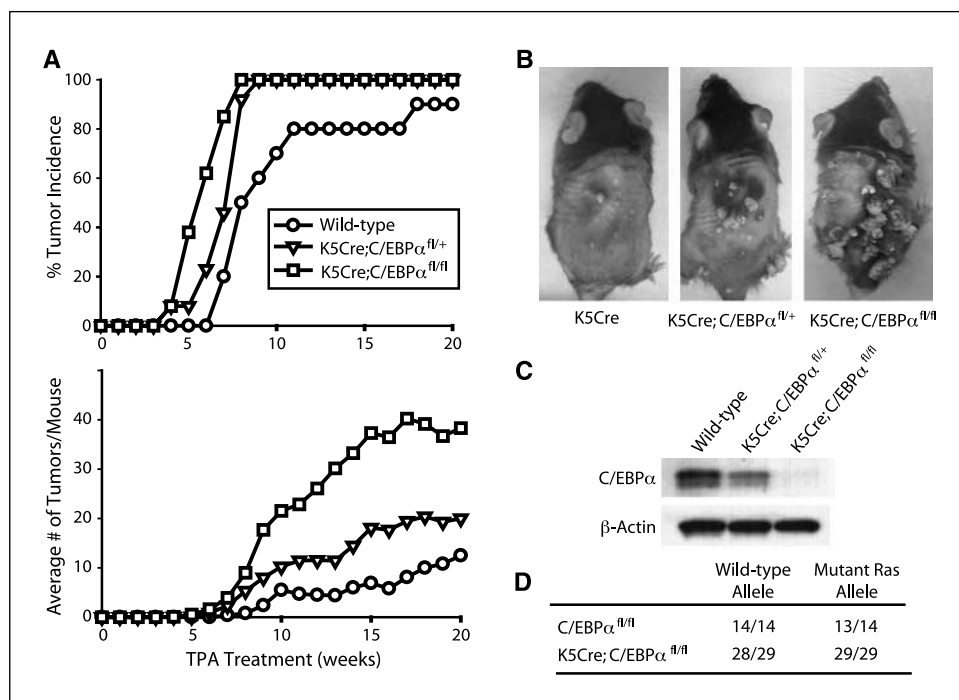 A
% Tumor Incidence
100
80
60
40
20
0
0 5 10 15 20
Wild-type
K5Cre;C/EBPα fl/+
K5Cre;C/EBPα fl/fl
Average # of Tumors/Mouse
40
30
20
10
0
0 5 10 15 20
TPA Treatment (weeks)
B
K5Cre K5Cre; C/EBPα fl/+ K5Cre; C/EBPα fl/fl
C
Wild-type K5Cre; C/EBPα fl/+ K5Cre; C/EBPα fl/fl
C/EBPα
β-Actin
D
Wild-type Allele Mutant Ras Allele
C/EBPα fl/fl 14/14 13/14
K5Cre; C/EBPα fl/fl 28/29 29/29